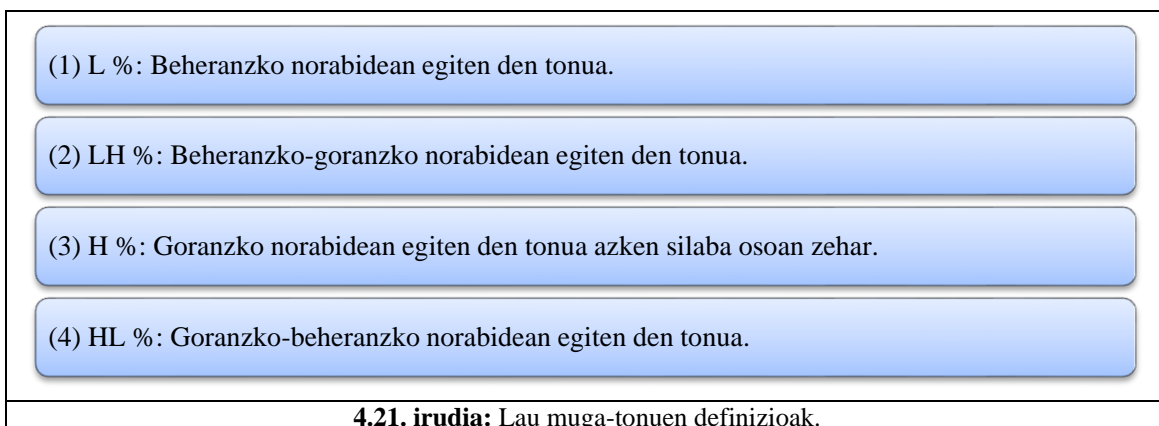 (1) L %: Beheranzko norabidean egiten den tonua.
(2) LH %: Beheranzko-goranzko norabidean egiten den tonua.
(3) H %: Goranzko norabidean egiten den tonua azken silaba osoan zehar.
(4) HL %: Goranzko-beheranzko norabidean egiten den tonua.
4.21. irudia: Lau muga-tonuen definizioak.